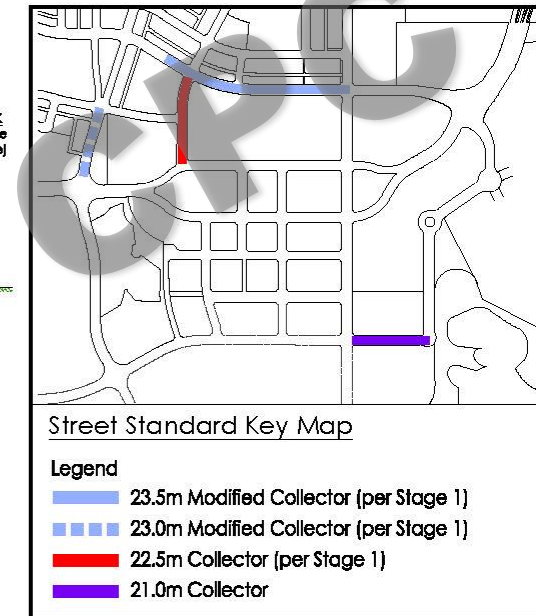 CPC
Street Standard Key Map
Legend
23.5m Modified Collector (per Stage 1)
23.0m Modified Collector (per Stage 1)
22.5m Collector (per Stage 1)
21.0m Collector